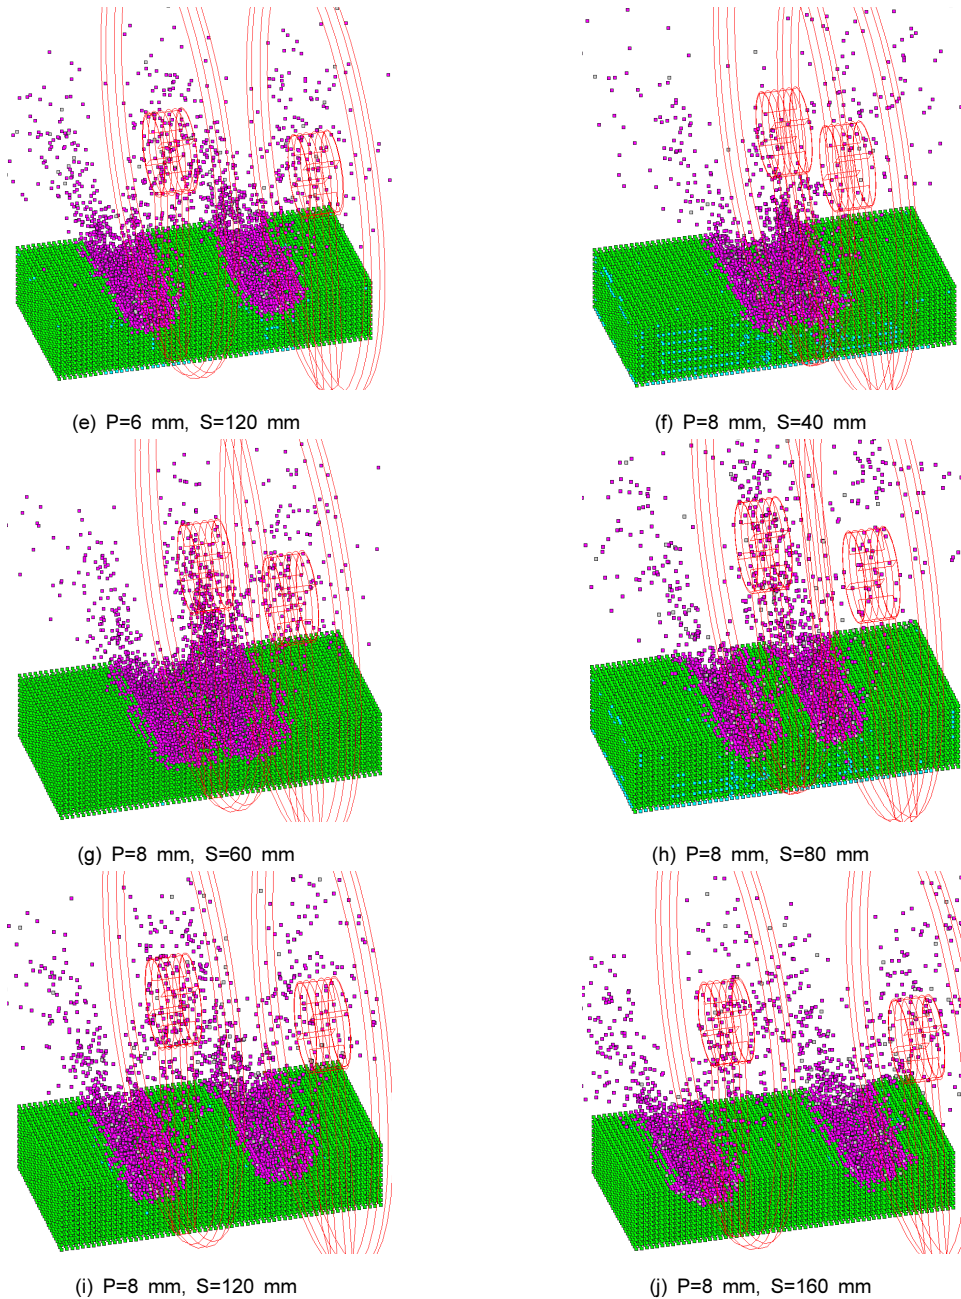 (e) P=6 mm, S=120 mm
(f) P=8 mm, S=40 mm
(g) P=8 mm, S=60 mm
(h) P=8 mm, S=80 mm
(i) P=8 mm, S=120 mm
(j) P=8 mm, S=160 mm